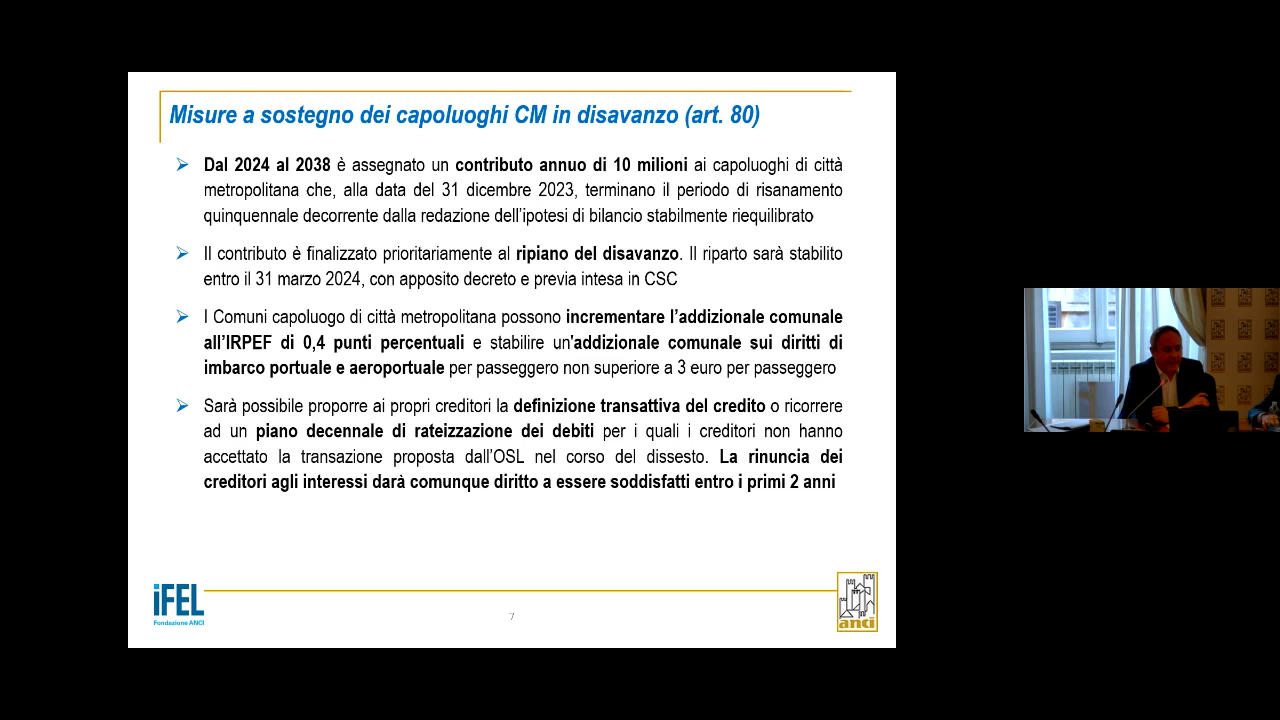 Misure a sostegno dei capoluoghi CM in disavanzo (art. 80)
Dal 2024 al 2038 è assegnato un contributo annuo di 10 milioni ai capoluoghi di città
metropolitana che, alla data del 31 dicembre 2023, terminano il periodo di risanamento
quinquennale decorrente dalla redazione dell'ipotesi di bilancio stabilmente riequilibrato
Il contributo è finalizzato prioritariamente al ripiano del disavanzo. Il riparto sarà stabilito
entro il 31 marzo 2024, con apposito decreto e previa intesa in CSC
I Comuni capoluogo di città metropolitana possono incrementare l'addizionale comunale
all'IRPEF di 0,4 punti percentuali e stabilire un'addizionale comunale sui diritti di
imbarco portuale e aeroportuale per passeggero non superiore a 3 euro per passeggero
Sarà possibile proporre ai propri creditori la definizione transattiva del credito o ricorrere
ad un piano decennale di rateizzazione dei debiti per i quali i creditori non hanno
accettato la transazione proposta dall'OSL nel corso del dissesto. La rinuncia dei
creditori agli interessi darà comunque diritto a essere soddisfatti entro i primi 2 anni
iFEL
Fondazione ANCI
7
anci